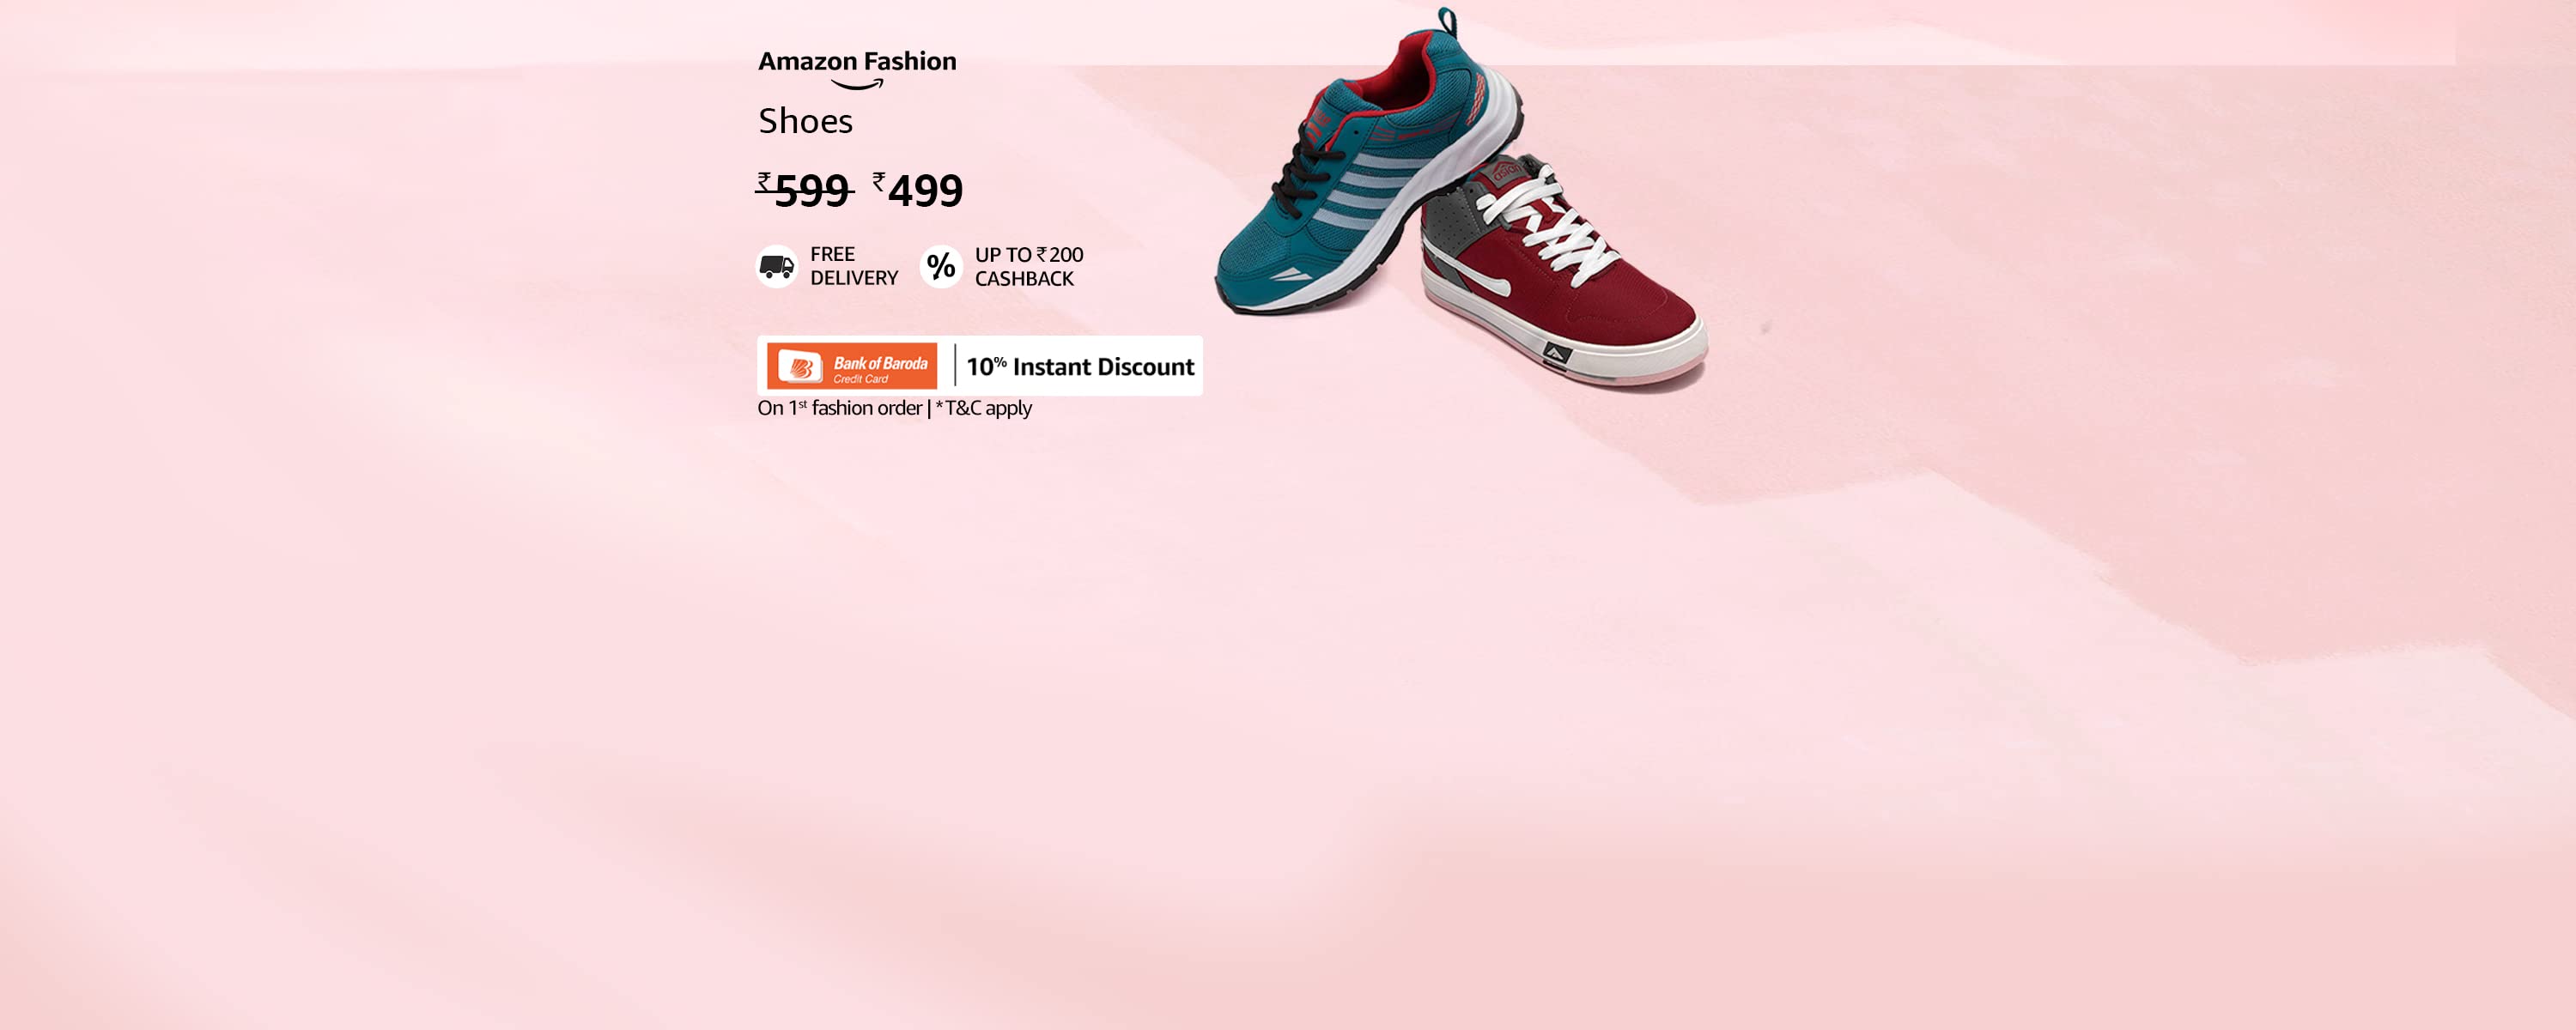 Amazon Fashion
Shoes
₹599 ₹499
FREE
DELIVERY
UP TO ₹200
CASHBACK
Bank of Baroda
Credit Card
10% Instant Discount
On 1st fashion order | *T&C apply
asian